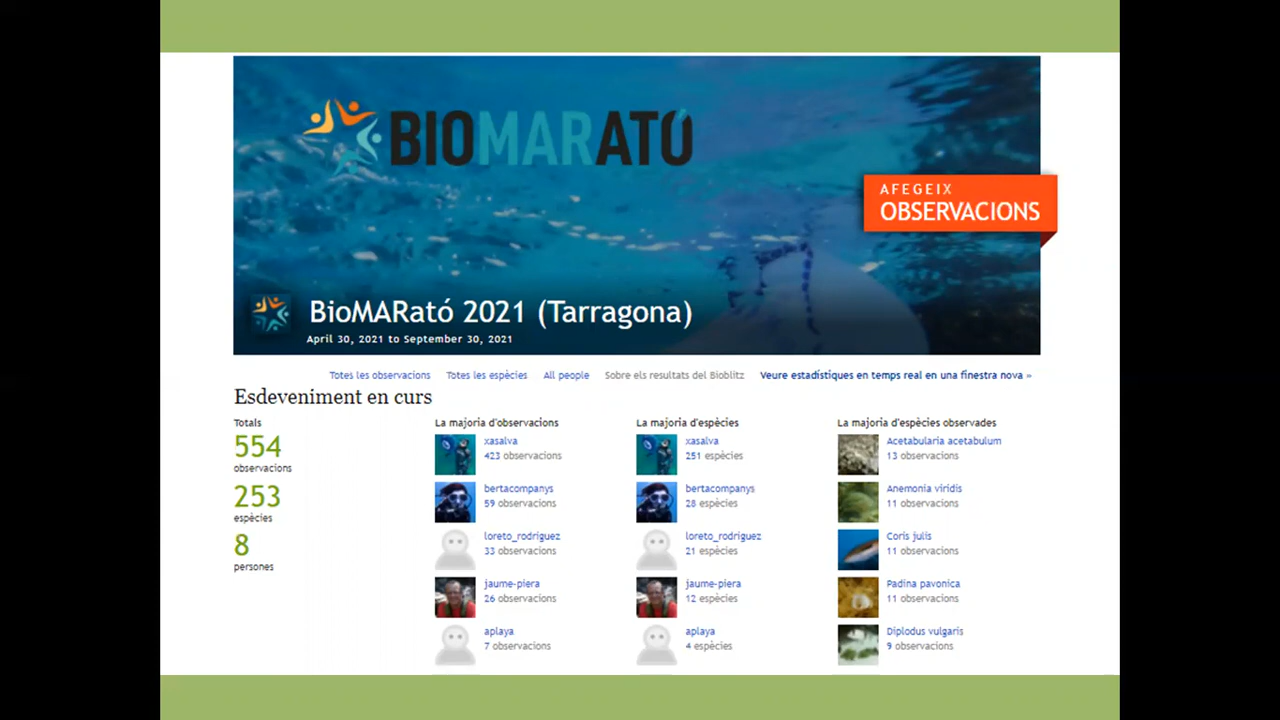 BIOMARATÓ
AFEGEIX
OBSERVACIONS
BioMARató 2021 (Tarragona)
April 30, 2021 to September 30, 2021
Totes les observacions
Totes les espècies
All people
Sobre els resultats del Bioblitz
Veure estadístiques en temps real en una finestra nova »
Esdeveniment en curs
Totals
554
observacions
253
espècies
8
persones
La majoria d'observacions
xasalva
423 observacions
bertacompanys
59 observacions
loreto_rodriguez
33 observacions
jaume-piera
26 observacions
aplaya
7 observacions
La majoria d'espècies
xasalva
251 espècies
bertacompanys
28 espècies
loreto_rodriguez
21 espècies
jaume-piera
12 espècies
aplaya
4 espècies
La majoria d'espècies observades
Acetabularia acetabulum
13 observacions
Anemonia viridis
11 observacions
Coris julis
11 observacions
Padina pavonica
11 observacions
Diplodus vulgaris
9 observacions